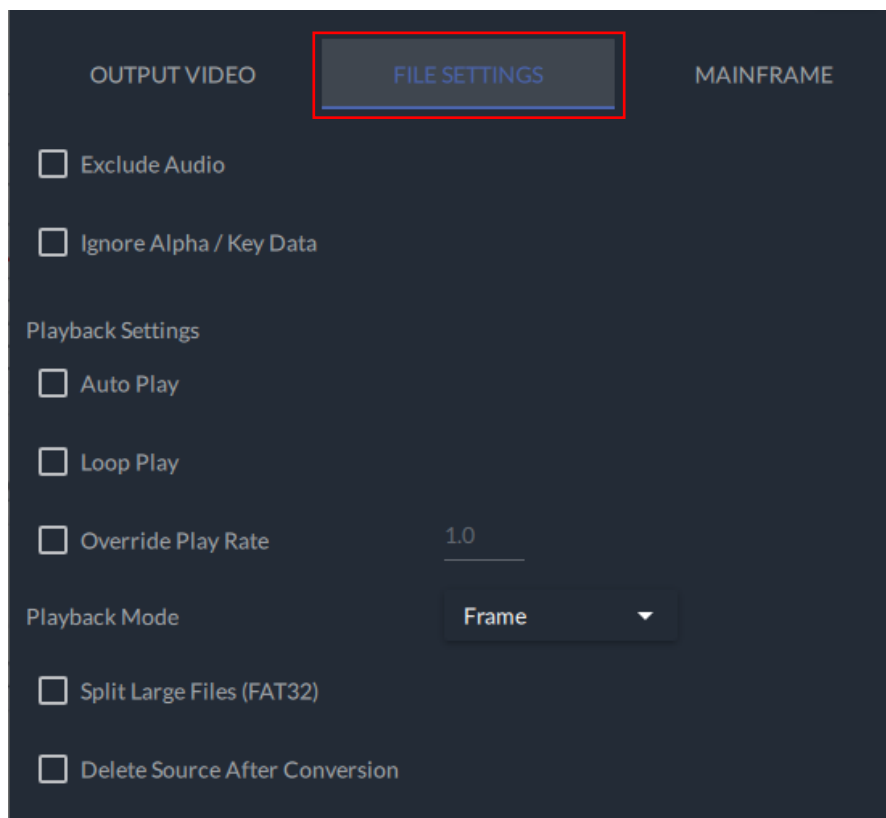 OUTPUT VIDEO FILE SETTINGS MAINFRAME
Exclude Audio
Ignore Alpha / Key Data
Playback Settings
Auto Play
Loop Play
Override Play Rate 1.0
Playback Mode Frame
Split Large Files (FAT32)
Delete Source After Conversion